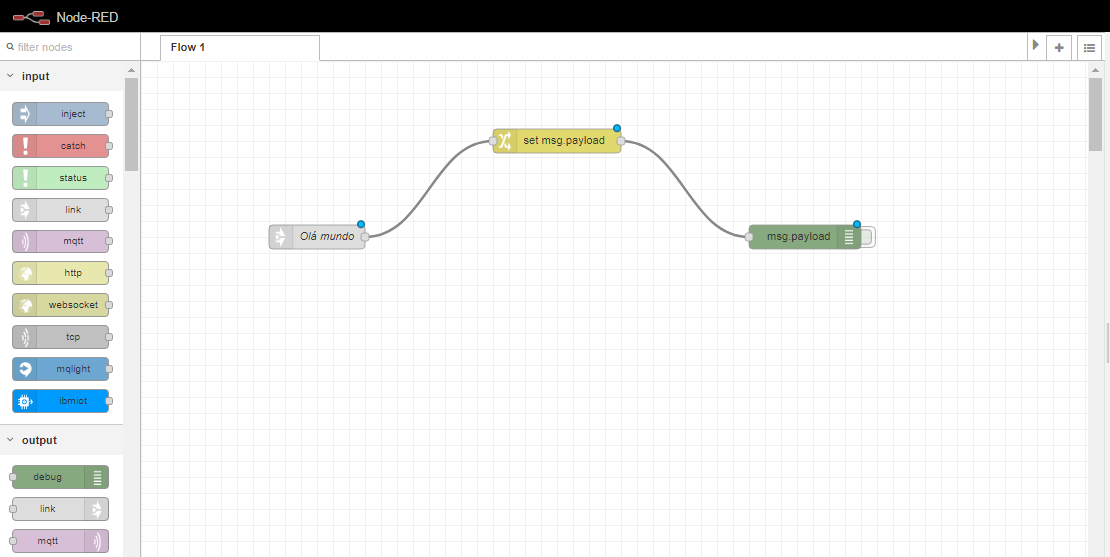 Node-RED
filter nodes
Flow 1
input
inject
catch
status
link
mqtt
http
websocket
tcp
mqlight
ibmiot
output
debug
link
mqtt
set msg.payload
Olá mundo
msg.payload